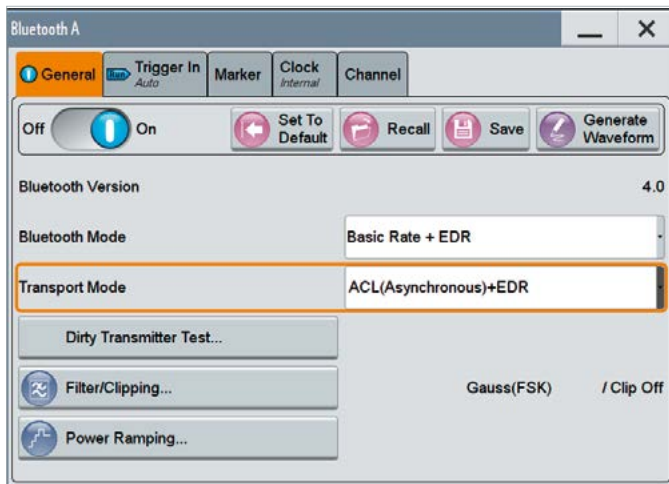 Bluetooth A
General
Run
Trigger In
Auto
Marker
Clock
Internal
Channel
Off
On
Set To
Default
Recall
Save
Generate
Waveform
Bluetooth Version
4.0
Bluetooth Mode
Basic Rate + EDR
Transport Mode
ACL(Asynchronous)+EDR
Dirty Transmitter Test...
Filter/Clipping...
Gauss(FSK)
/ Clip Off
Power Ramping...